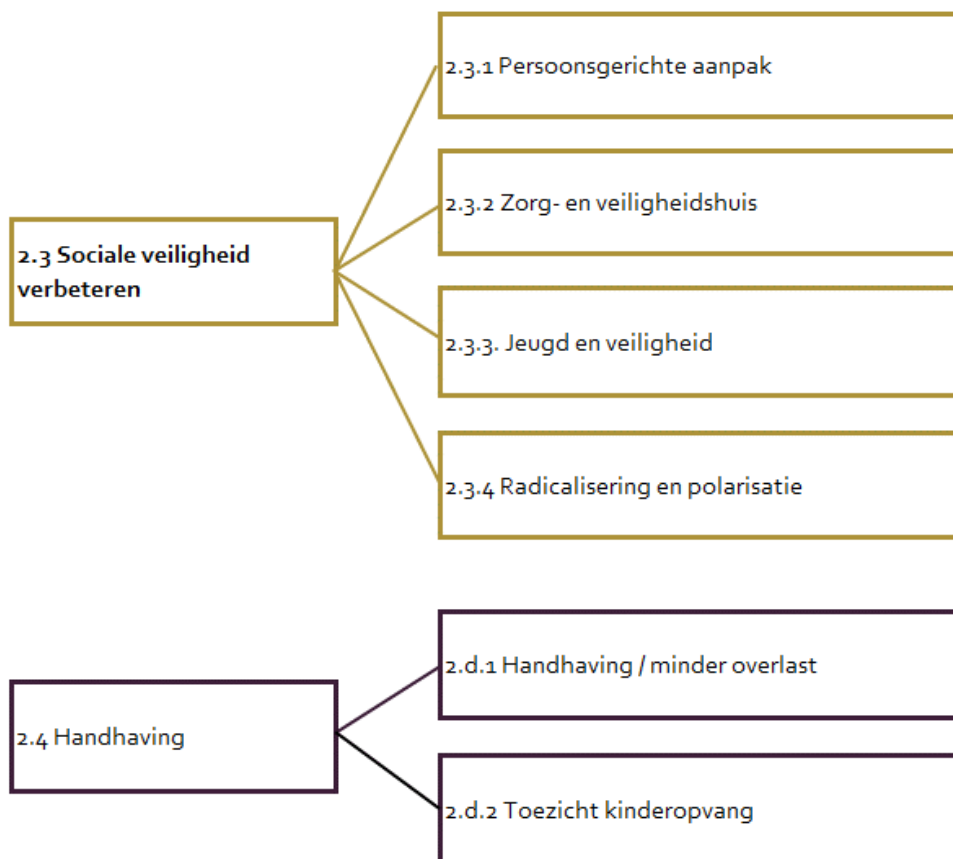 2.3.1 Persoonsgerichte aanpak
2.3.2 Zorg- en veiligheidshuis
2.3 Sociale veiligheid
verbeteren
2.3.3. Jeugd en veiligheid
2.3.4 Radicalisering en polarisatie
2.d.1 Handhaving / minder overlast
2.4 Handhaving
2.d.2 Toezicht kinderopvang